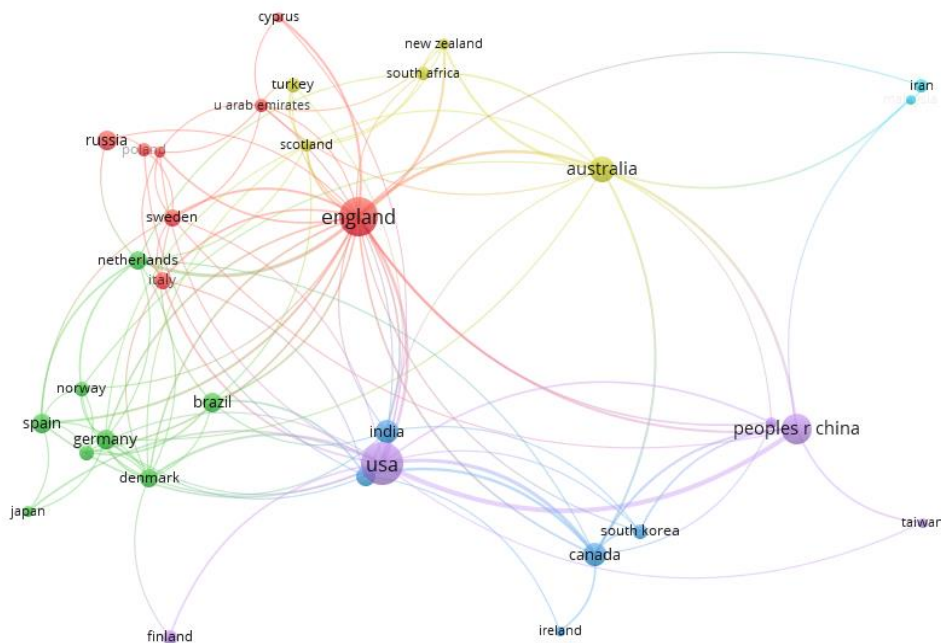 cyprus
new zealand
south africa
turkey
iran
u arab emirates
russia
poland
scotland
australia
sweden
england
netherlands
italy
norway
brazil
spain
germany
india
peoples r china
usa
denmark
japan
south korea
taiwan
canada
finland
ireland